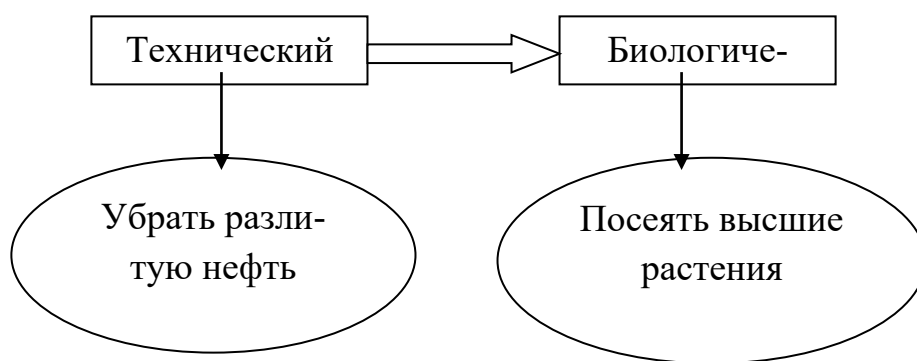 Технический
Биологиче-
Убрать разли-
тую нефть
Посеять высшие
растения